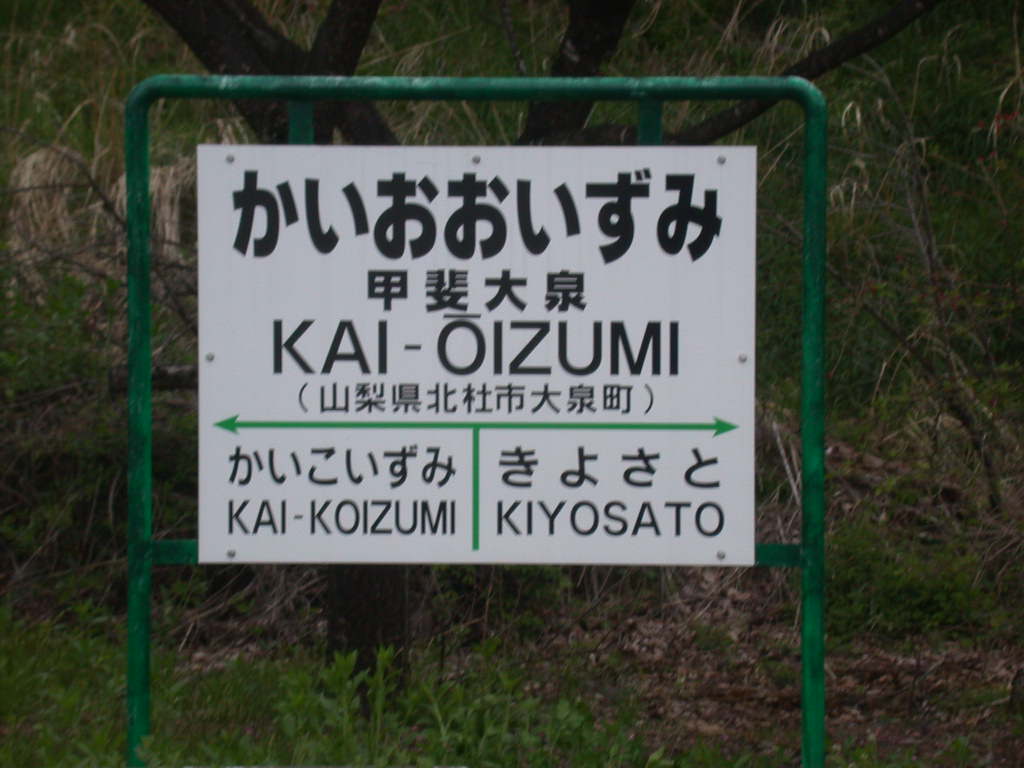 かいおおいずみ
甲斐大泉
KAI-ŌIZUMI
(山梨県北杜市大泉町)
かいこいずみ きよさと
KAI-KOIZUMI KIYOSATO